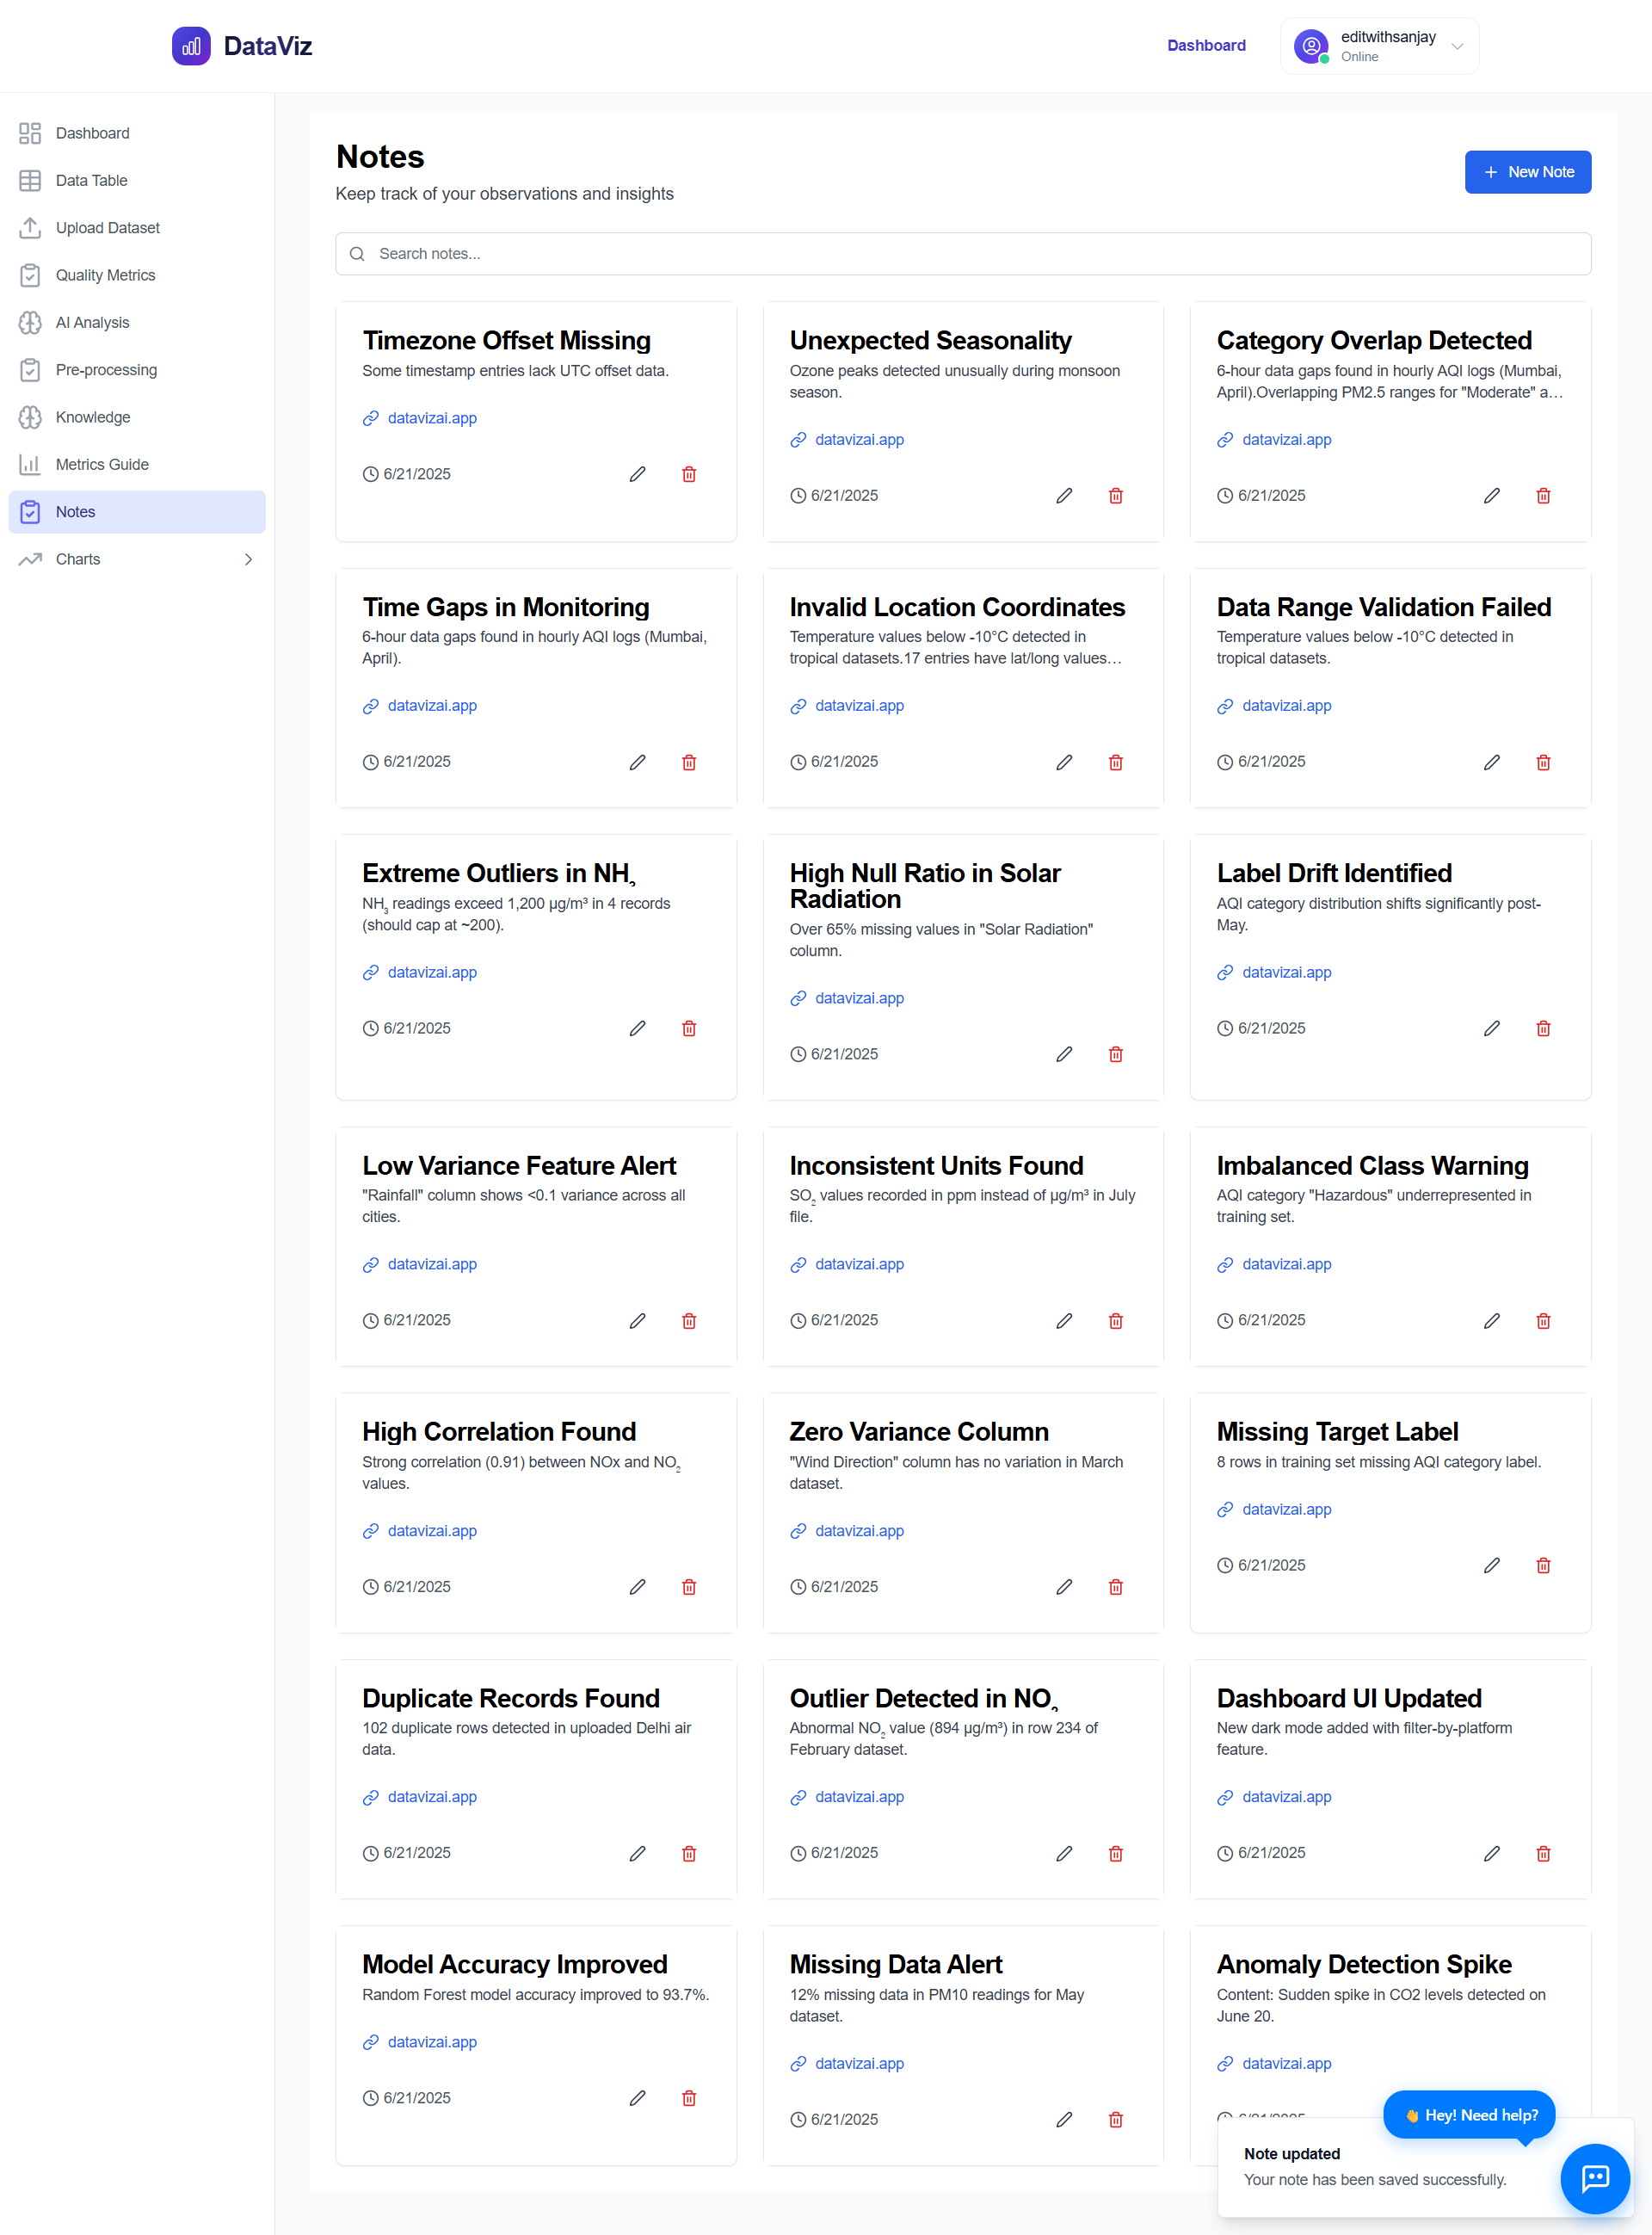 DataViz
Dashboard
editwithsanjay
Online
Dashboard
Data Table
Upload Dataset
Quality Metrics
AI Analysis
Pre-processing
Knowledge
Metrics Guide
Notes
Charts
Notes
Keep track of your observations and insights
New Note
Search notes...
Timezone Offset Missing
Some timestamp entries lack UTC offset data.
datavizai.app
6/21/2025
Unexpected Seasonality
Ozone peaks detected unusually during monsoon
season.
datavizai.app
6/21/2025
Category Overlap Detected
6-hour data gaps found in hourly AQI logs (Mumbai,
April).Overlapping PM2.5 ranges for "Moderate" a…
datavizai.app
6/21/2025
Time Gaps in Monitoring
6-hour data gaps found in hourly AQI logs (Mumbai,
April).
datavizai.app
6/21/2025
Invalid Location Coordinates
Temperature values below -10°C detected in
tropical datasets.17 entries have lat/long values…
datavizai.app
6/21/2025
Data Range Validation Failed
Temperature values below -10°C detected in
tropical datasets.
datavizai.app
6/21/2025
Extreme Outliers in NH₃
NH₃ readings exceed 1,200 µg/m³ in 4 records
(should cap at ~200).
datavizai.app
6/21/2025
High Null Ratio in Solar
Radiation
Over 65% missing values in "Solar Radiation"
column.
datavizai.app
6/21/2025
Label Drift Identified
AQI category distribution shifts significantly post-
May.
datavizai.app
6/21/2025
Low Variance Feature Alert
"Rainfall" column shows <0.1 variance across all
cities.
datavizai.app
6/21/2025
Inconsistent Units Found
SO₂ values recorded in ppm instead of µg/m³ in July
file.
datavizai.app
6/21/2025
Imbalanced Class Warning
AQI category "Hazardous" underrepresented in
training set.
datavizai.app
6/21/2025
High Correlation Found
Strong correlation (0.91) between NOx and NO₂
values.
datavizai.app
6/21/2025
Zero Variance Column
"Wind Direction" column has no variation in March
dataset.
datavizai.app
6/21/2025
Missing Target Label
8 rows in training set missing AQI category label.
datavizai.app
6/21/2025
Duplicate Records Found
102 duplicate rows detected in uploaded Delhi air
data.
datavizai.app
6/21/2025
Outlier Detected in NO₂
Abnormal NO₂ value (894 µg/m³) in row 234 of
February dataset.
datavizai.app
6/21/2025
Dashboard UI Updated
New dark mode added with filter-by-platform
feature.
datavizai.app
6/21/2025
Model Accuracy Improved
Random Forest model accuracy improved to 93.7%.
datavizai.app
6/21/2025
Missing Data Alert
12% missing data in PM10 readings for May
dataset.
datavizai.app
6/21/2025
Anomaly Detection Spike
Content: Sudden spike in CO2 levels detected on
June 20.
datavizai.app
👋 Hey! Need help?
Note updated
Your note has been saved successfully.